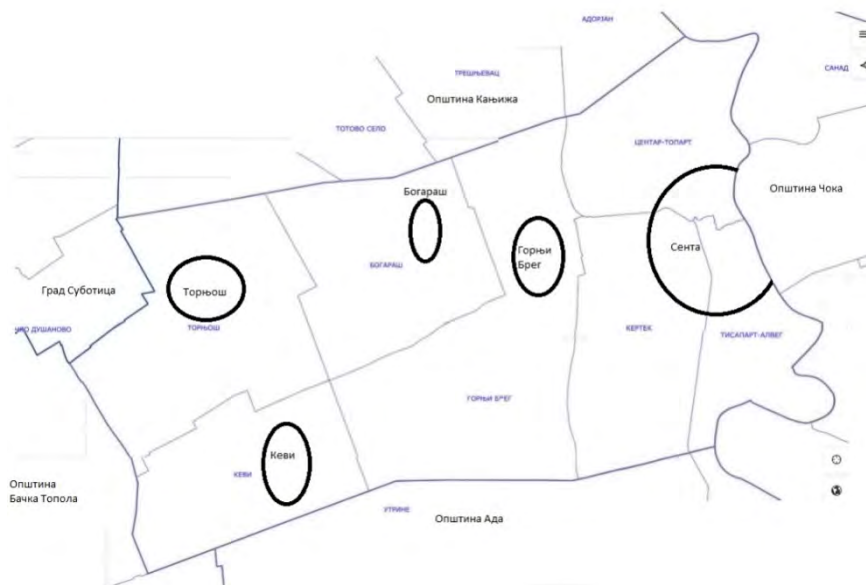 АДОРЈАН
САНАД
ТРЕШЊЕВАЦ
Општина Кањижа
ТОТОВО СЕЛО
ЦЕНТАР-ТОПАРТ
Општина Чока
Богараш
Горњи
Брег
Сента
БОГАРАШ
Град Суботица
Торњош
ТОРЊОШ
ДУШАНОВО
КЕРТЕК
ТИСАПАРТ-АЛВЕГ
ГОРЊИ БРЕГ
Кеви
КЕВИ
Општина
Бачка Топола
УТРИНЕ
Општина Ада